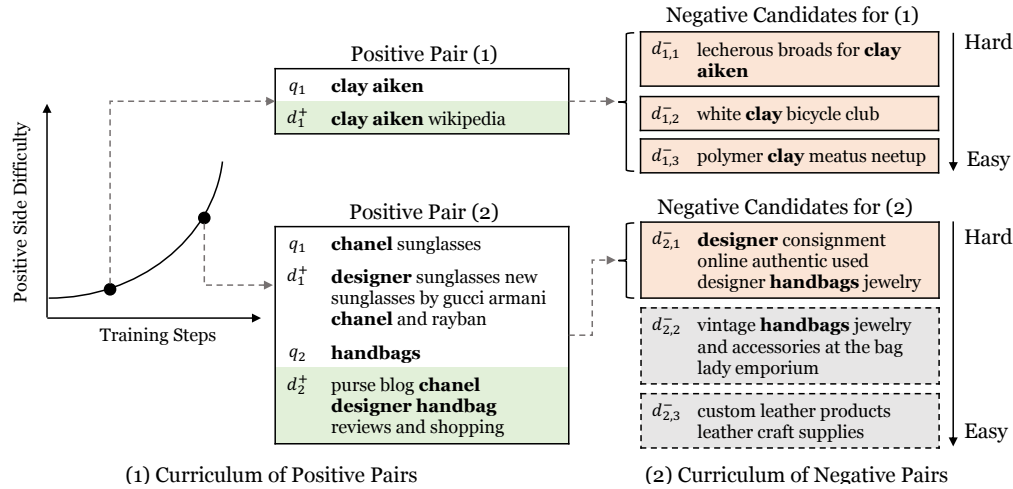 Negative Candidates for (1)
Positive Pair (1)
q₁ clay aiken
d₁⁺ clay aiken wikipedia
d⁻₁,₁ lecherous broads for clay
aiken
d⁻₁,₂ white clay bicycle club
d⁻₁,₃ polymer clay meatus neetup
Hard
Easy
Positive Side Difficulty
Training Steps
Positive Pair (2)
q₁ chanel sunglasses
d₁⁺ designer sunglasses new
sunglasses by gucci armani
chanel and rayban
q₂ handbags
d₂⁺ purse blog chanel
designer handbag
reviews and shopping
Negative Candidates for (2)
d⁻₂,₁ designer consignment
online authentic used
designer handbags jewelry
d⁻₂,₂ vintage handbags jewelry
and accessories at the bag
lady emporium
d⁻₂,₃ custom leather products
leather craft supplies
Hard
Easy
(1) Curriculum of Positive Pairs
(2) Curriculum of Negative Pairs